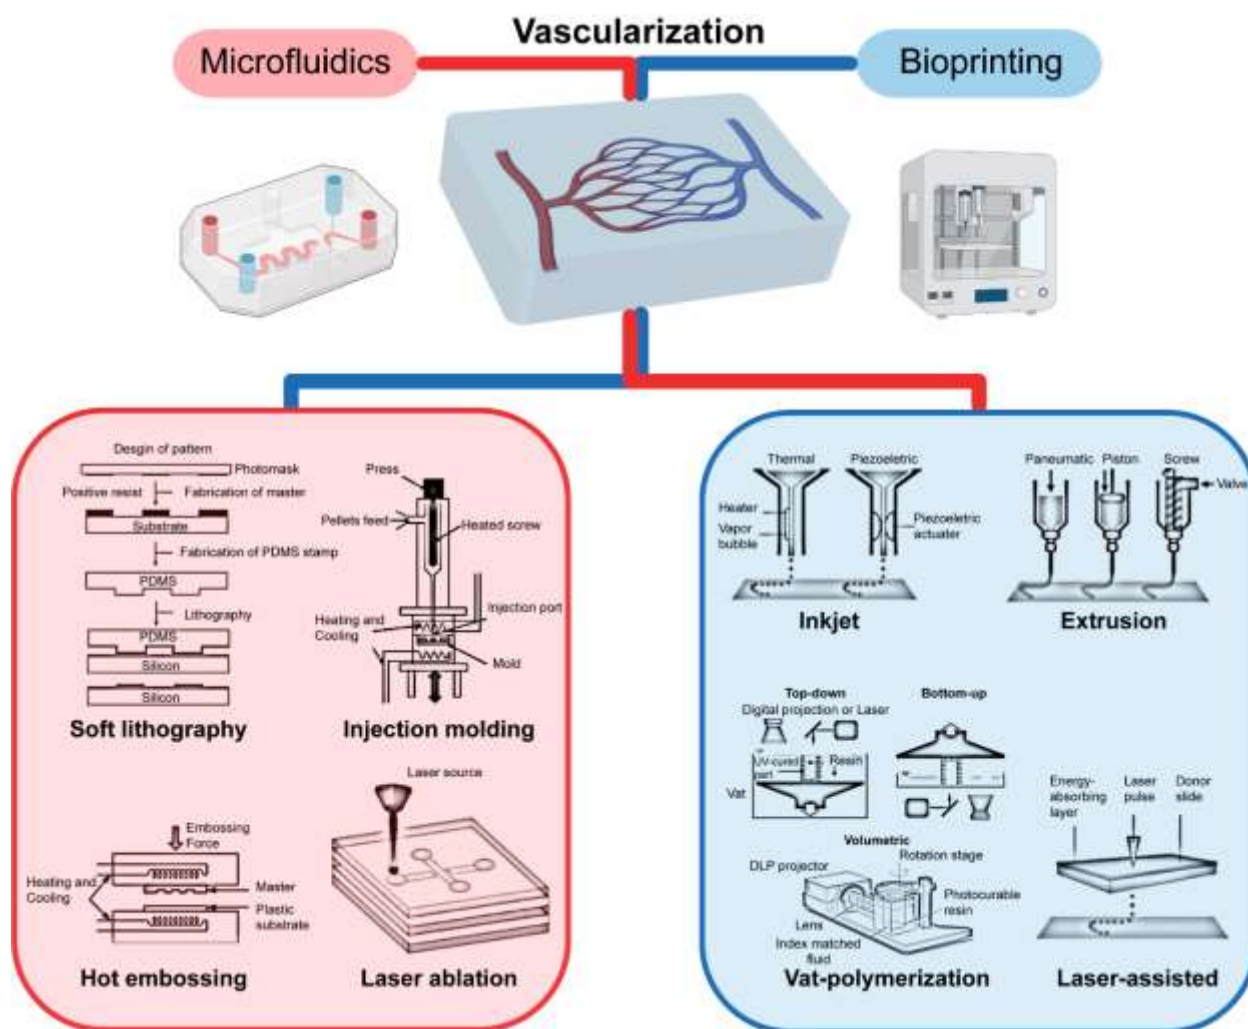 Vascularization
Microfluidics
Bioprinting
Desgin of pattern
Photomask
Positive resist
Fabrication of master
Substrate
Fabrication of PDMS stamp
PDMS
Lithography
PDMS
Silicon
Silicon
Soft lithography
Press
Pellets feed
Heated screw
Injection port
Heating and
Cooling
Mold
Injection molding
Embossing
Force
Heating and
Cooling
Master
Plastic
substrate
Hot embossing
Laser source
Laser ablation
Thermal
Piezoeletric
Heater
Vapor
bubble
Piezoeletric
actuater
Inkjet
Paneumatic
Piston
Screw
Valve
Extrusion
Top-down
Digital projection or Laser
Bottom-up
UV-cured
part
Resin
Vat
Volumetric
DLP projector
Rotation stage
Photocurable
resin
Lens
Index matched
fluid
Vat-polymerization
Energy-
absorbing
layer
Laser
pulse
Donor
slide
Laser-assisted